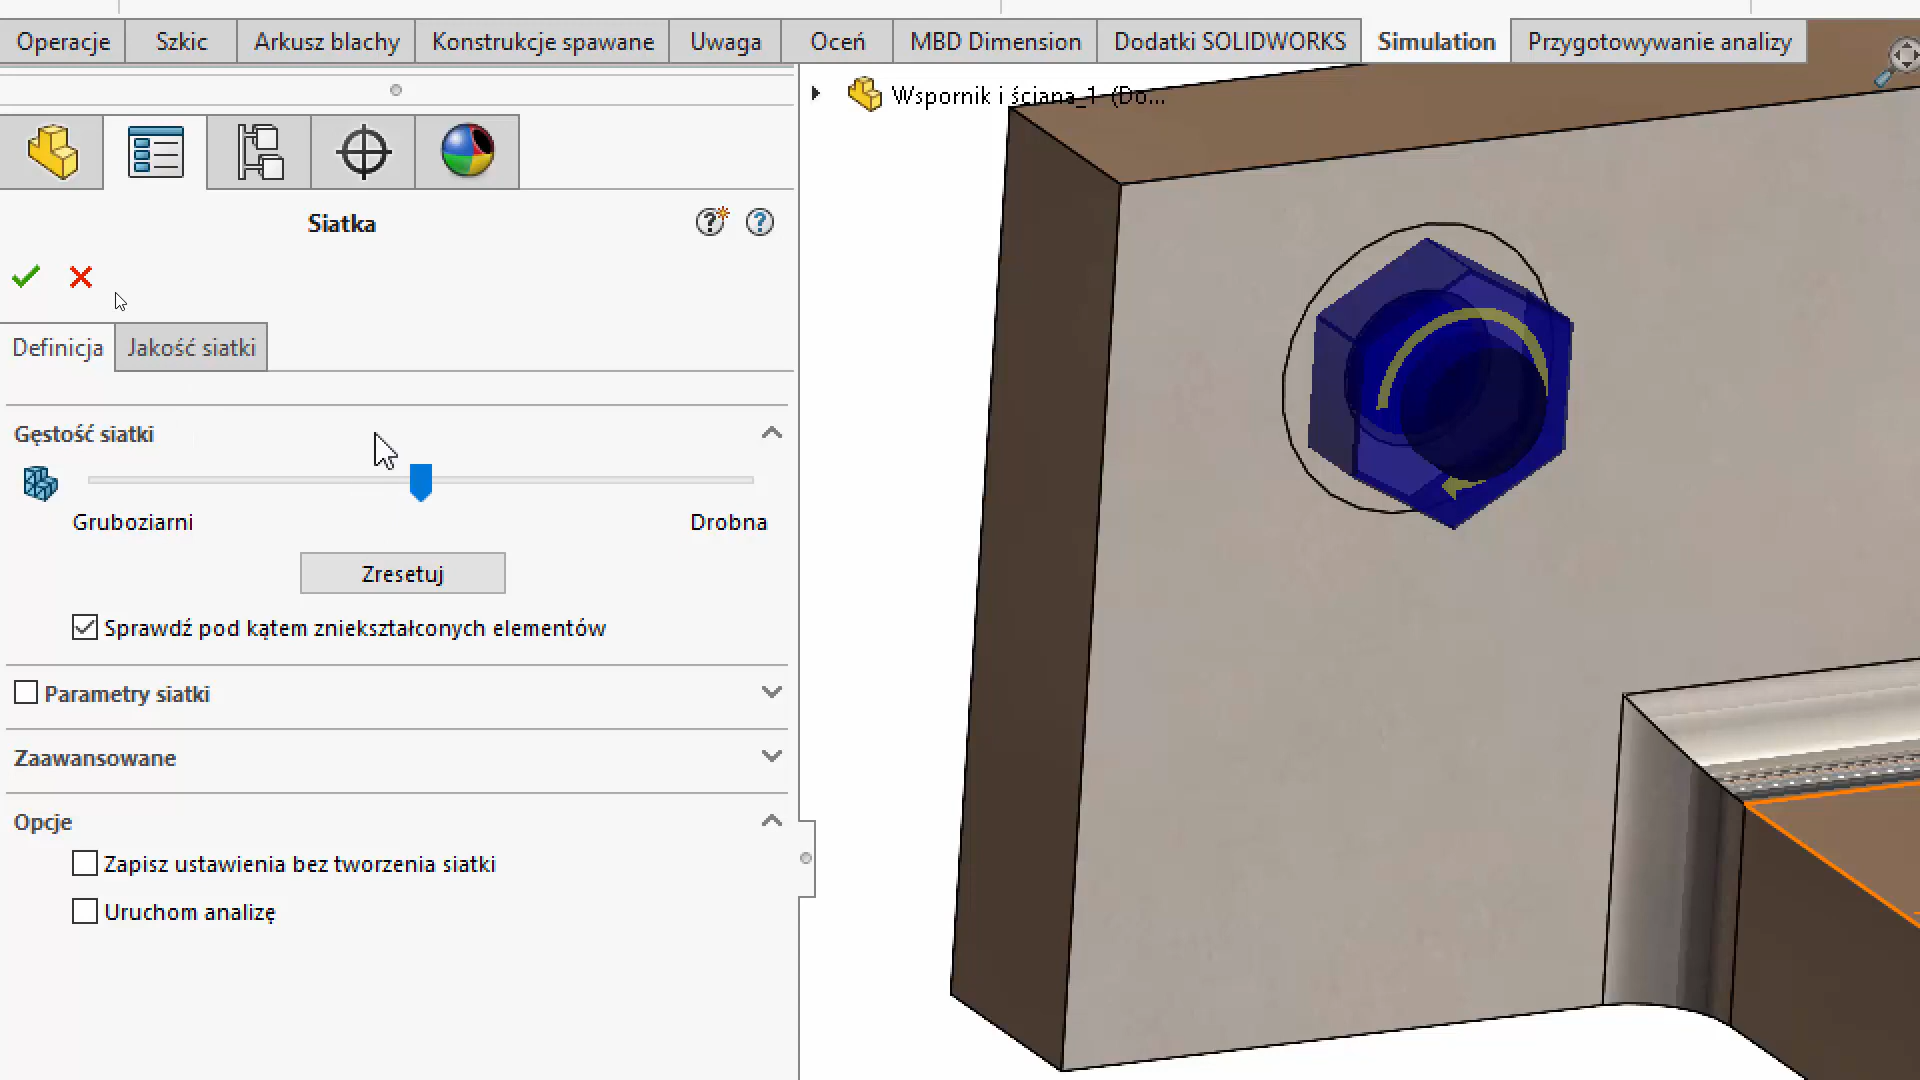 Operacje Szkic Arkusz blachy Konstrukcje spawane Uwaga Oceń MBD Dimension Dodatki SOLIDWORKS Simulation Przygotowywanie analizy
Wspornik i ściana_1 (Do...
Siatka
Definicja Jakość siatki
Gęstość siatki
Gruboziarni Drobna
Zresetuj
Sprawdź pod kątem zniekształconych elementów
Parametry siatki
Zaawansowane
Opcje
Zapisz ustawienia bez tworzenia siatki
Uruchom analizę